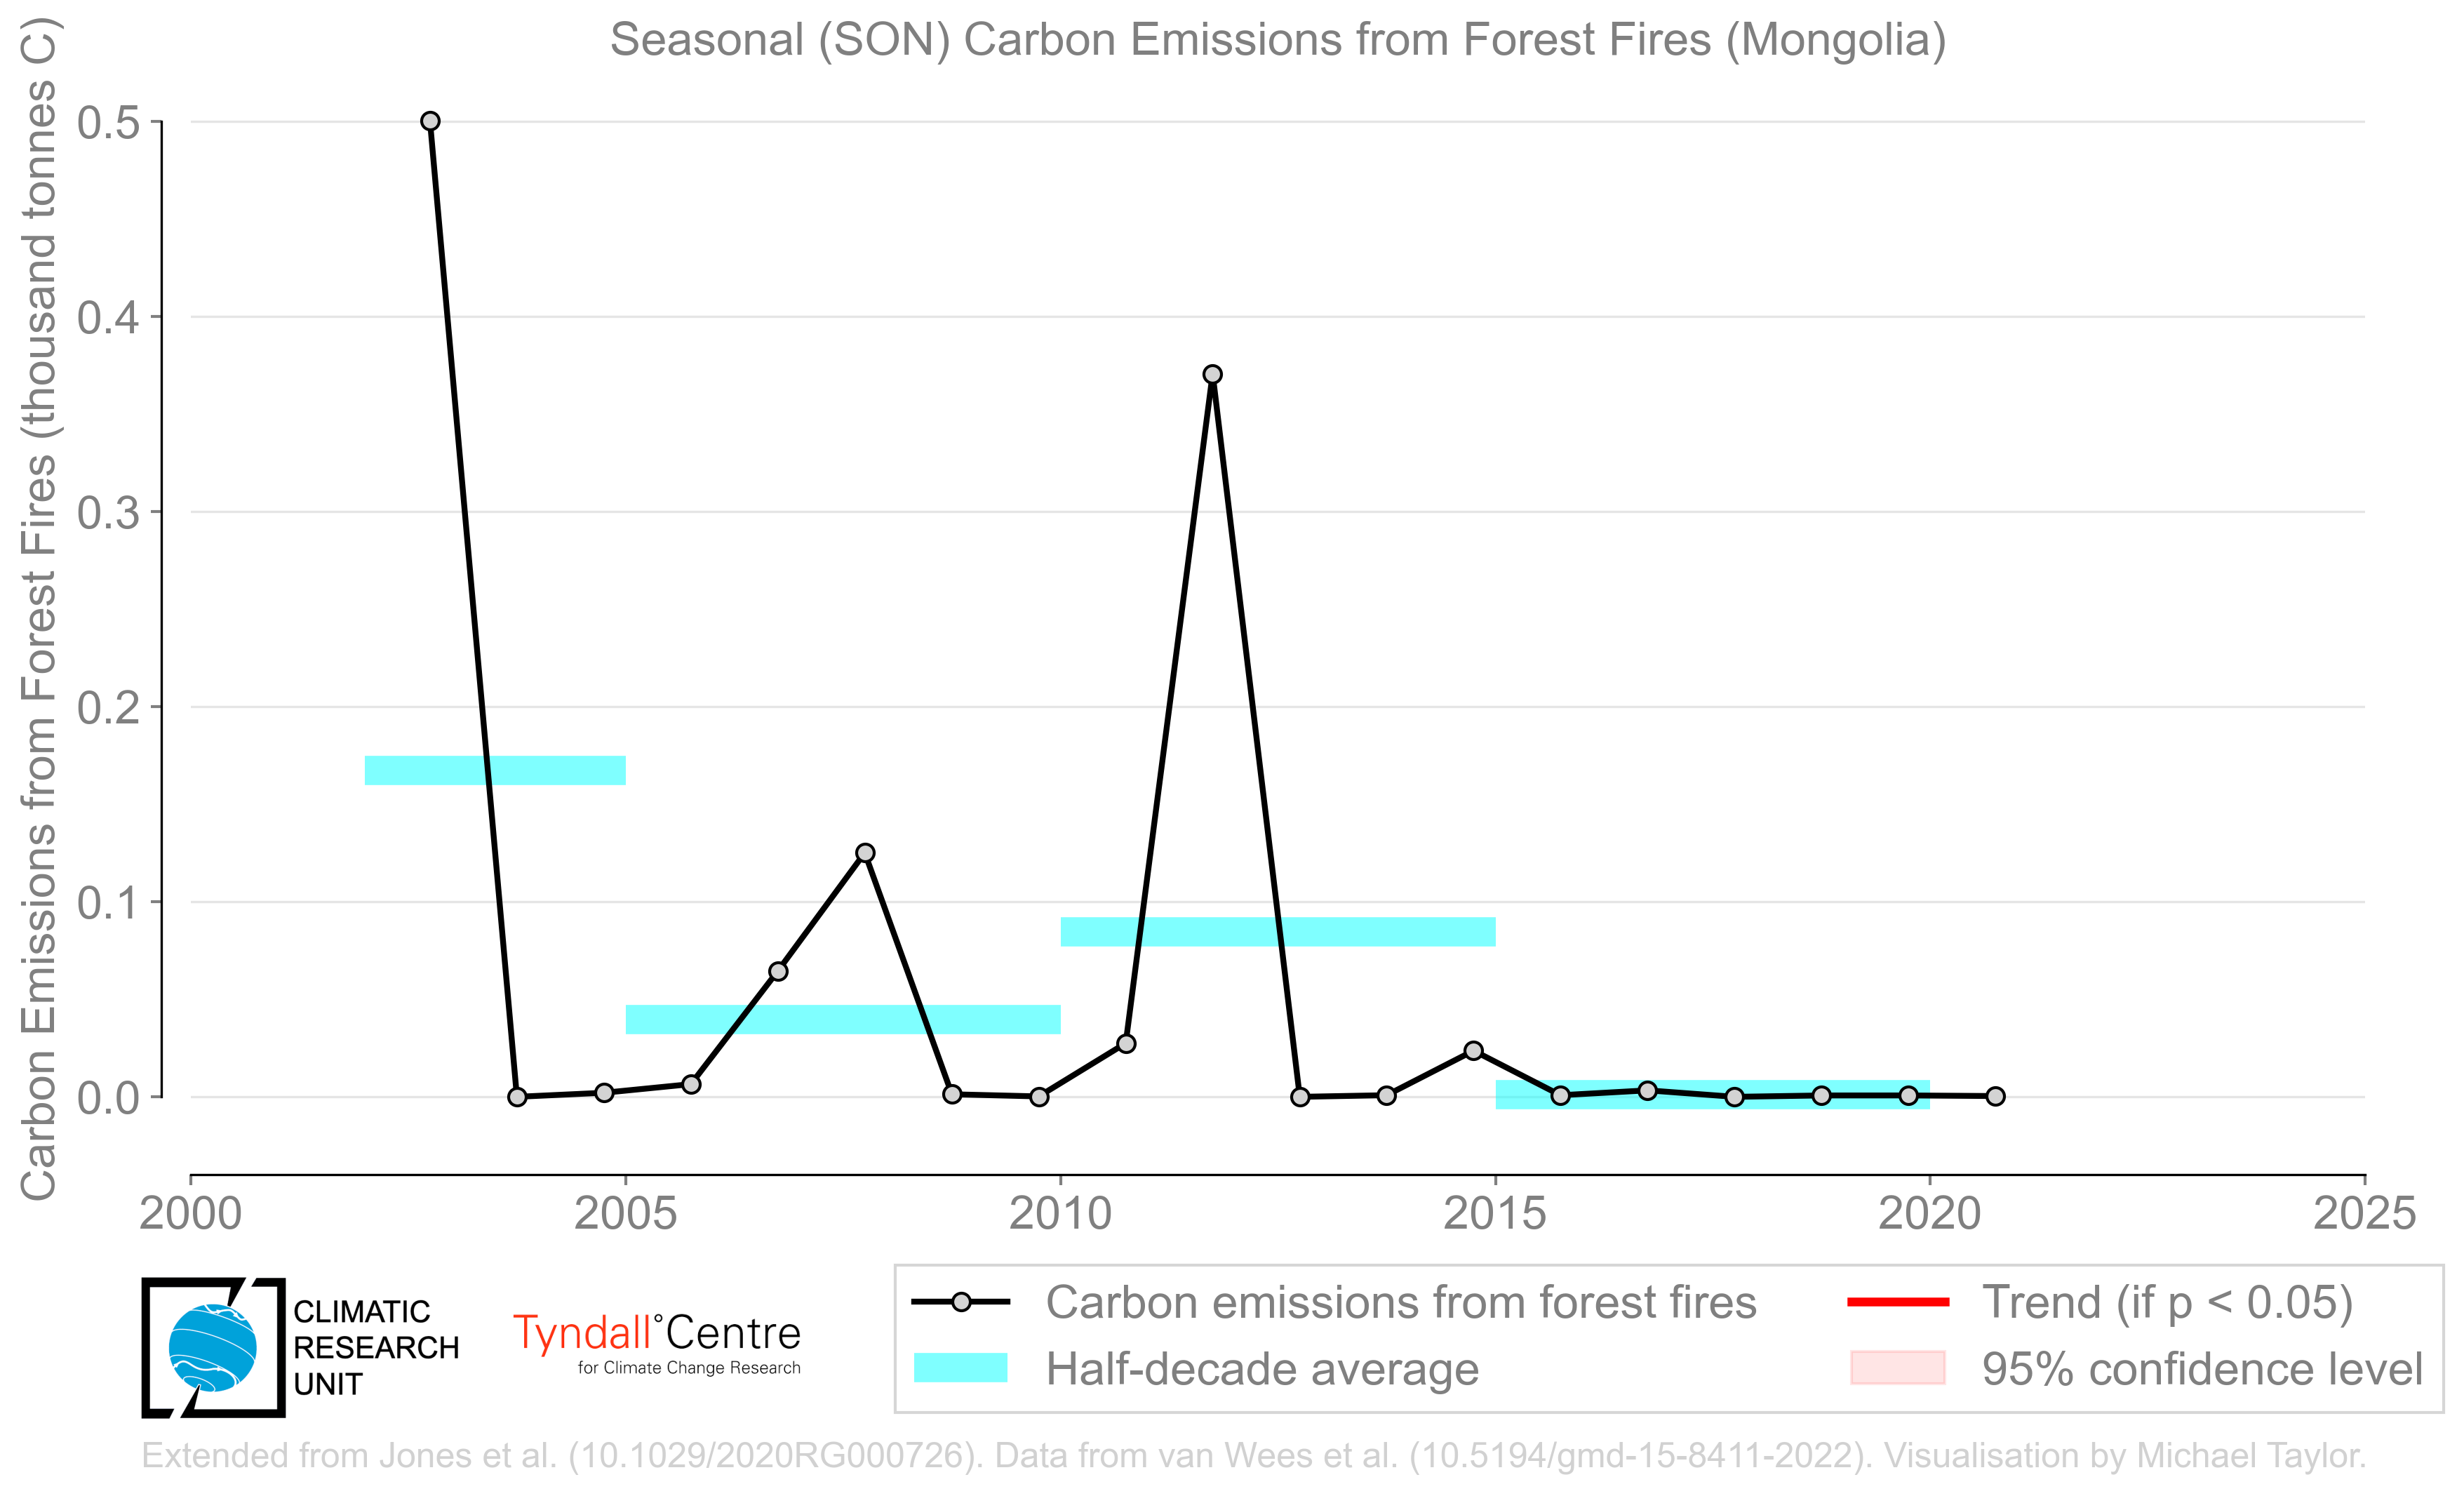 Seasonal (SON) Carbon Emissions from Forest Fires (Mongolia)
Carbon Emissions from Forest Fires (thousand tonnes C)
0.5
0.4
0.3
0.2
0.1
0.0
2000 2005 2010 2015 2020 2025
CLIMATIC
RESEARCH
UNIT
Tyndall°Centre
for Climate Change Research
Carbon emissions from forest fires
Half-decade average
Trend (if p < 0.05)
95% confidence level
Extended from Jones et al. (10.1029/2020RG000726). Data from van Wees et al. (10.5194/gmd-15-8411-2022). Visualisation by Michael Taylor.